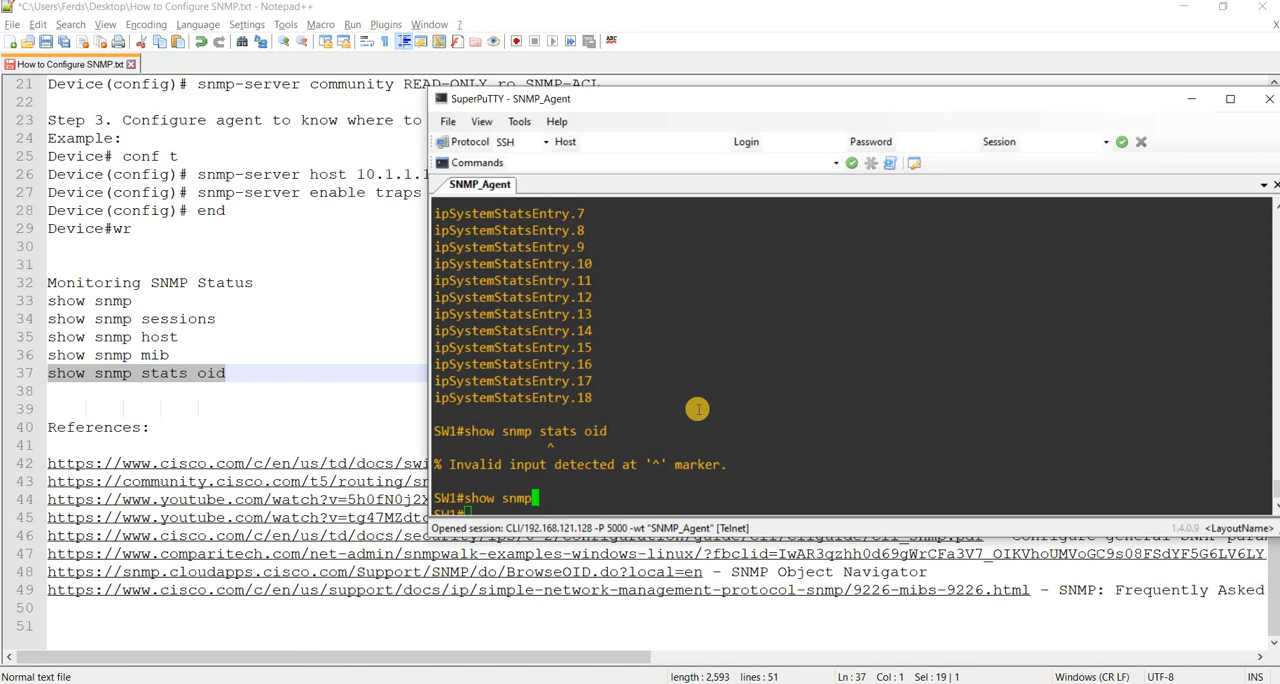 *C:\Users\Ferds\Desktop\How to Configure SNMP.txt - Notepad++
File Edit Search View Encoding Language Settings Tools Macro Run Plugins Window ?
How to Configure SNMP.txt
21 Device(config)# snmp-server community READ-ONLY ro SNMP-ACL
22
23 Step 3. Configure agent to know where to
24 Example:
25 Device# conf t
26 Device(config)# snmp-server host 10.1.1.1
27 Device(config)# snmp-server enable traps
28 Device(config)# end
29 Device#wr
30
31
32 Monitoring SNMP Status
33 show snmp
34 show snmp sessions
35 show snmp host
36 show snmp mib
37 show snmp stats oid
38
39
40 References:
41
42 https://www.cisco.com/c/en/us/td/docs/swi
43 https://community.cisco.com/t5/routing/sn
44 https://www.youtube.com/watch?v=5h0fN0j2X
45 https://www.youtube.com/watch?v=tg47MZdtc
46 https://www.cisco.com/c/en/us/td/docs/security/ips/
47 https://www.comparitech.com/net-admin/snmpwalk-examples-windows-linux/?fbclid=IwAR3qzhh0d69gWrCFa3V7_OIKVhoUMVoGC9s08FSdYF5G6LV6LY
48 https://snmp.cloudapps.cisco.com/Support/SNMP/do/BrowseOID.do?local=en - SNMP Object Navigator
49 https://www.cisco.com/c/en/us/support/docs/ip/simple-network-management-protocol-snmp/9226-mibs-9226.html - SNMP: Frequently Asked
50
51
SuperPuTTY - SNMP_Agent
File View Tools Help
Protocol SSH Host Login Password Session
Commands
SNMP_Agent
ipSystemStatsEntry.7
ipSystemStatsEntry.8
ipSystemStatsEntry.9
ipSystemStatsEntry.10
ipSystemStatsEntry.11
ipSystemStatsEntry.12
ipSystemStatsEntry.13
ipSystemStatsEntry.14
ipSystemStatsEntry.15
ipSystemStatsEntry.16
ipSystemStatsEntry.17
ipSystemStatsEntry.18
SW1#show snmp stats oid
^
% Invalid input detected at '^' marker.
SW1#show snmp
SW1#
Opened session: CLI/192.168.121.128 -P 5000 -wt "SNMP_Agent" [Telnet] 1.4.0.9 <LayoutName>
Normal text file length : 2,593 lines : 51 Ln : 37 Col : 1 Sel : 19 | 1 Windows (CR LF) UTF-8 INS